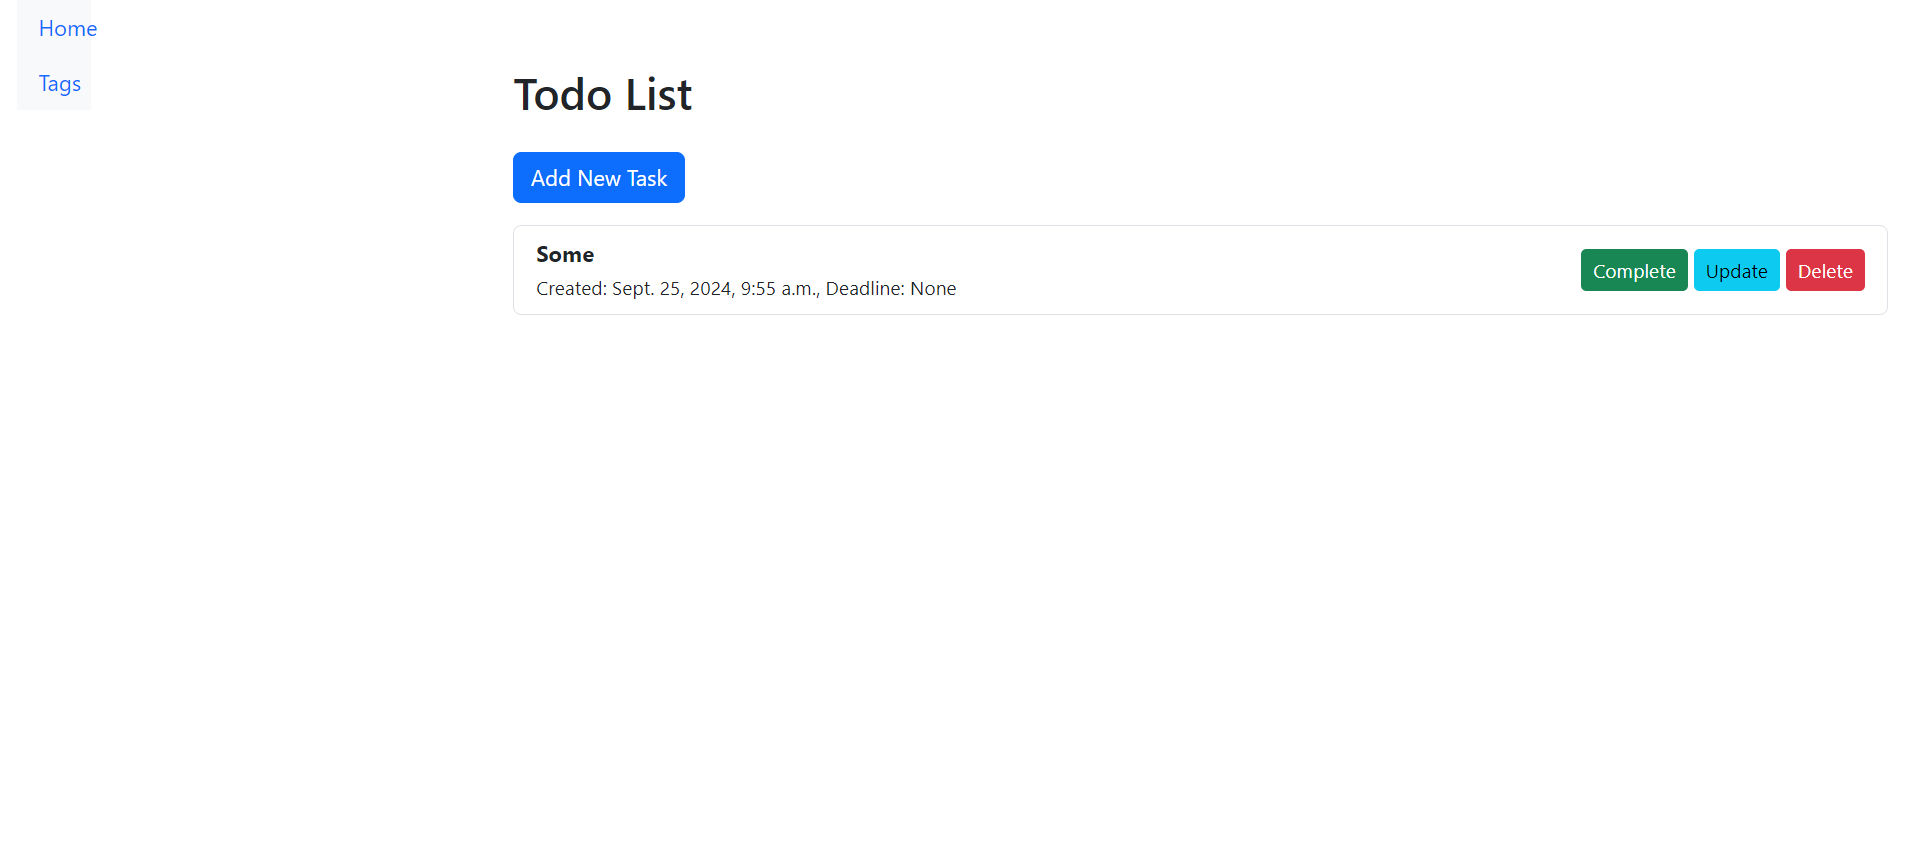 Home
Tags
Todo List
Add New Task
Some
Created: Sept. 25, 2024, 9:55 a.m., Deadline: None
Complete Update Delete